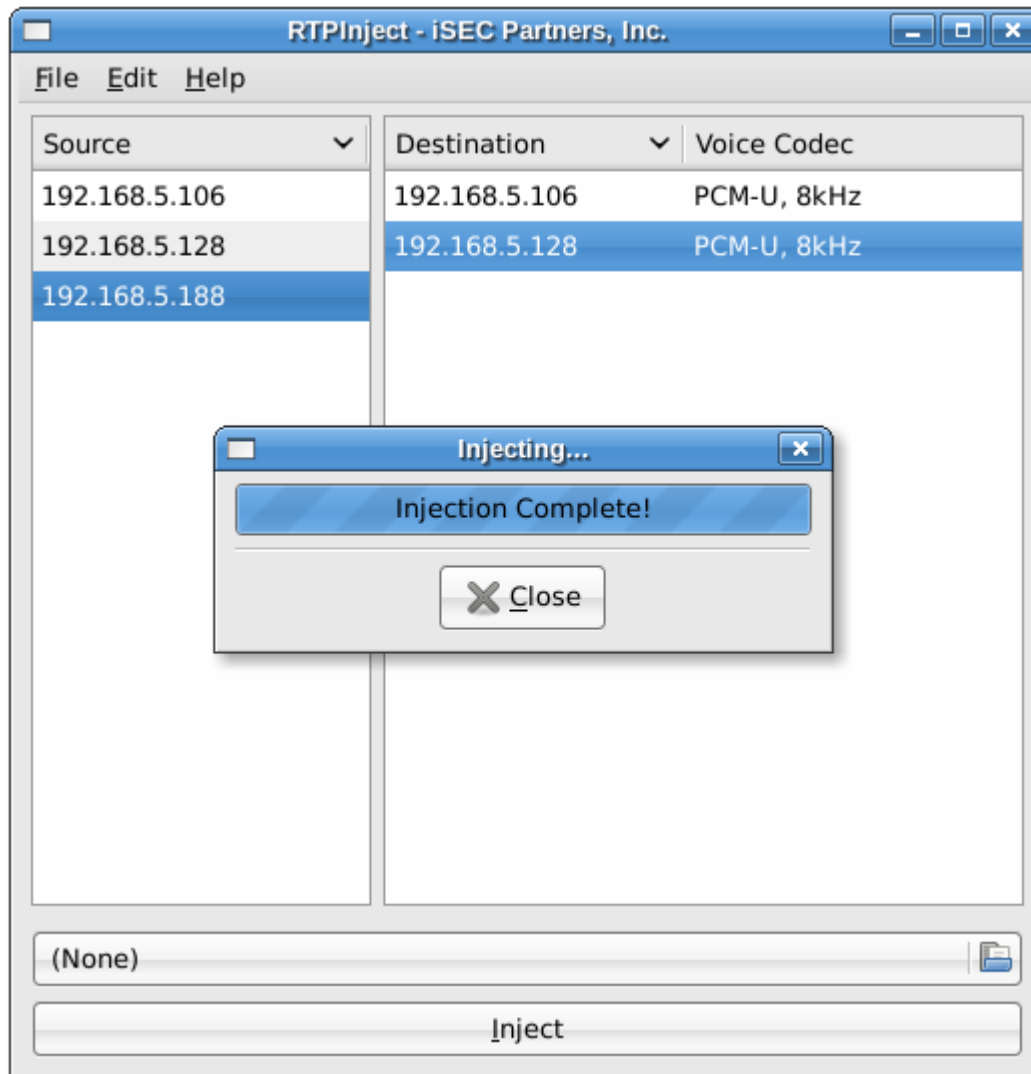 RTPInject - iSEC Partners, Inc.
File Edit Help
Source Destination Voice Codec
192.168.5.106 192.168.5.106 PCM-U, 8kHz
192.168.5.128 192.168.5.128 PCM-U, 8kHz
192.168.5.188
Injecting...
Injection Complete!
Close
(None)
Inject